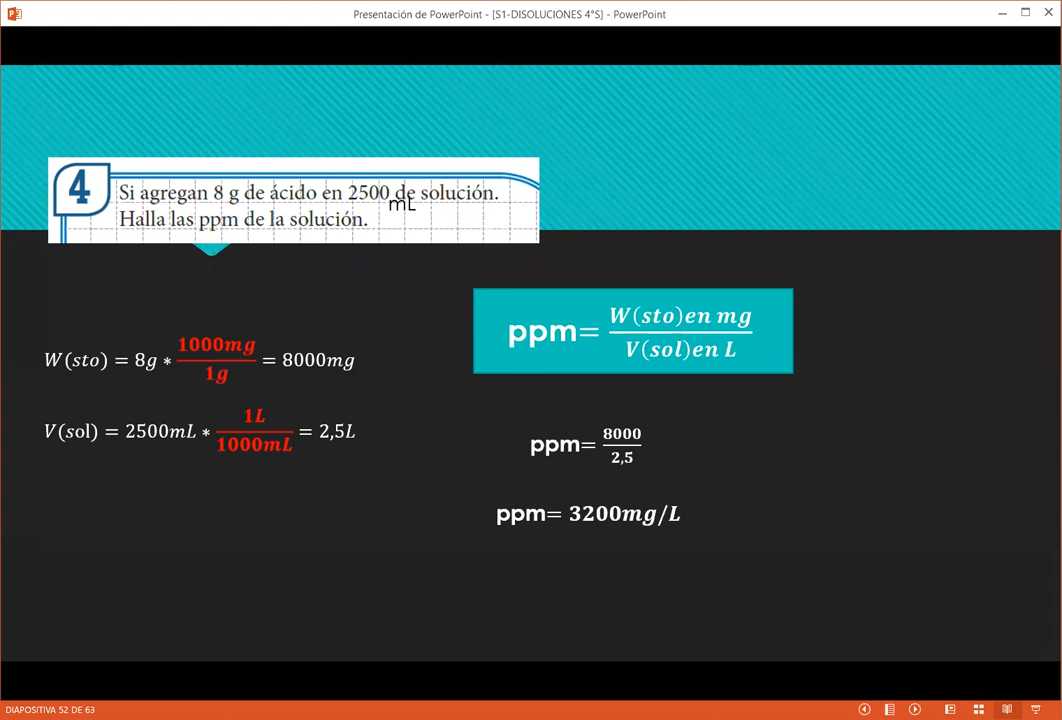 Presentación de PowerPoint - [S1-DISOLUCIONES 4°S] - PowerPoint
4
Si agregan 8 g de ácido en 2500 de solución.
mL
Halla las ppm de la solución.
ppm= W(sto)en mg / V(sol)en L
W(sto) = 8g * 1000mg / 1g = 8000mg
V(sol) = 2500mL * 1L / 1000mL = 2,5L
ppm= 8000 / 2,5
ppm= 3200mg/L
DIAPOSITIVA 52 DE 63